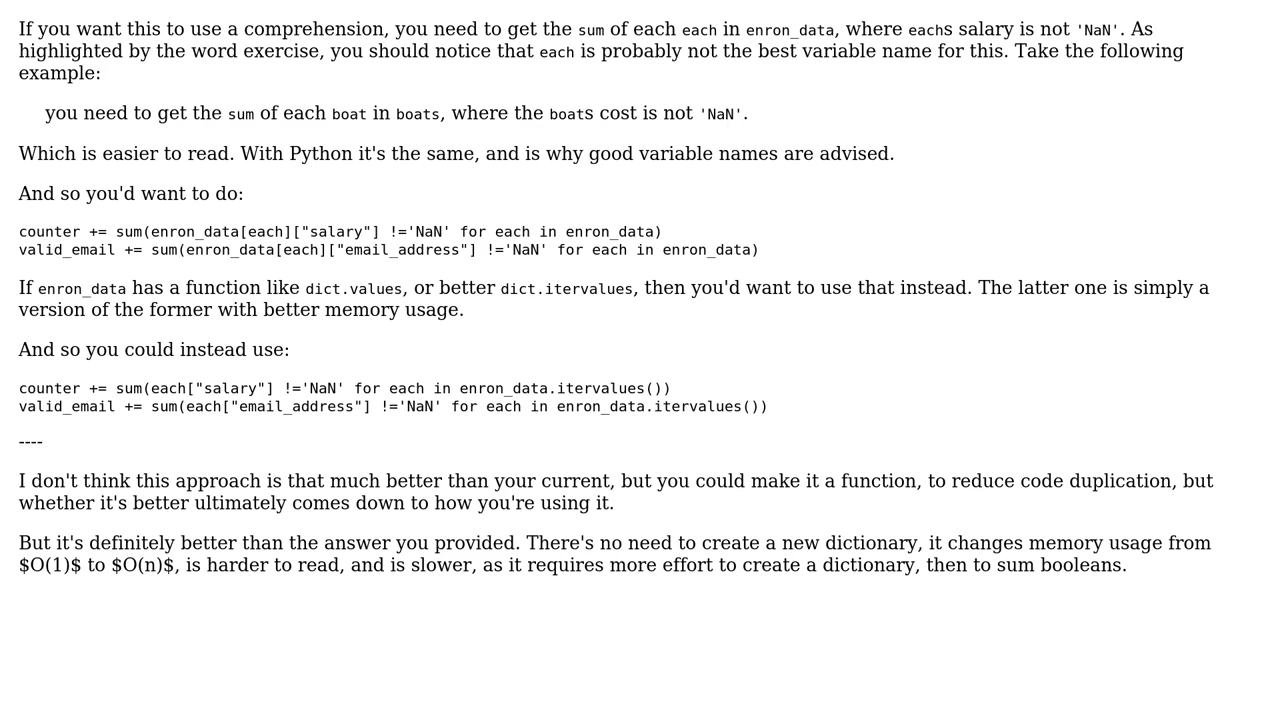 If you want this to use a comprehension, you need to get the sum of each each in enron_data, where eachs salary is not 'NaN'. As
highlighted by the word exercise, you should notice that each is probably not the best variable name for this. Take the following
example:
you need to get the sum of each boat in boats, where the boats cost is not 'NaN'.
Which is easier to read. With Python it's the same, and is why good variable names are advised.
And so you'd want to do:
counter += sum(enron_data[each]["salary"] !='NaN' for each in enron_data)
valid_email += sum(enron_data[each]["email_address"] !='NaN' for each in enron_data)
If enron_data has a function like dict.values, or better dict.itervalues, then you'd want to use that instead. The latter one is simply a
version of the former with better memory usage.
And so you could instead use:
counter += sum(each["salary"] !='NaN' for each in enron_data.itervalues())
valid_email += sum(each["email_address"] !='NaN' for each in enron_data.itervalues())
----
I don't think this approach is that much better than your current, but you could make it a function, to reduce code duplication, but
whether it's better ultimately comes down to how you're using it.
But it's definitely better than the answer you provided. There's no need to create a new dictionary, it changes memory usage from
$O(1)$ to $O(n)$, is harder to read, and is slower, as it requires more effort to create a dictionary, then to sum booleans.